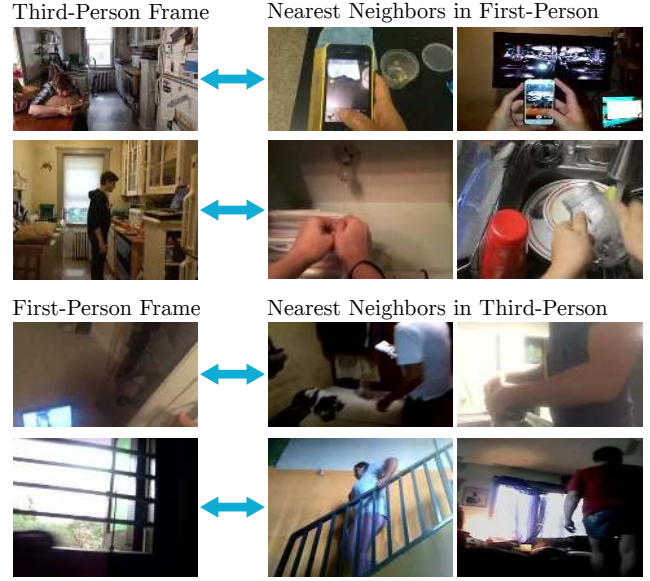 Third-Person Frame
Nearest Neighbors in First-Person
First-Person Frame
Nearest Neighbors in Third-Person